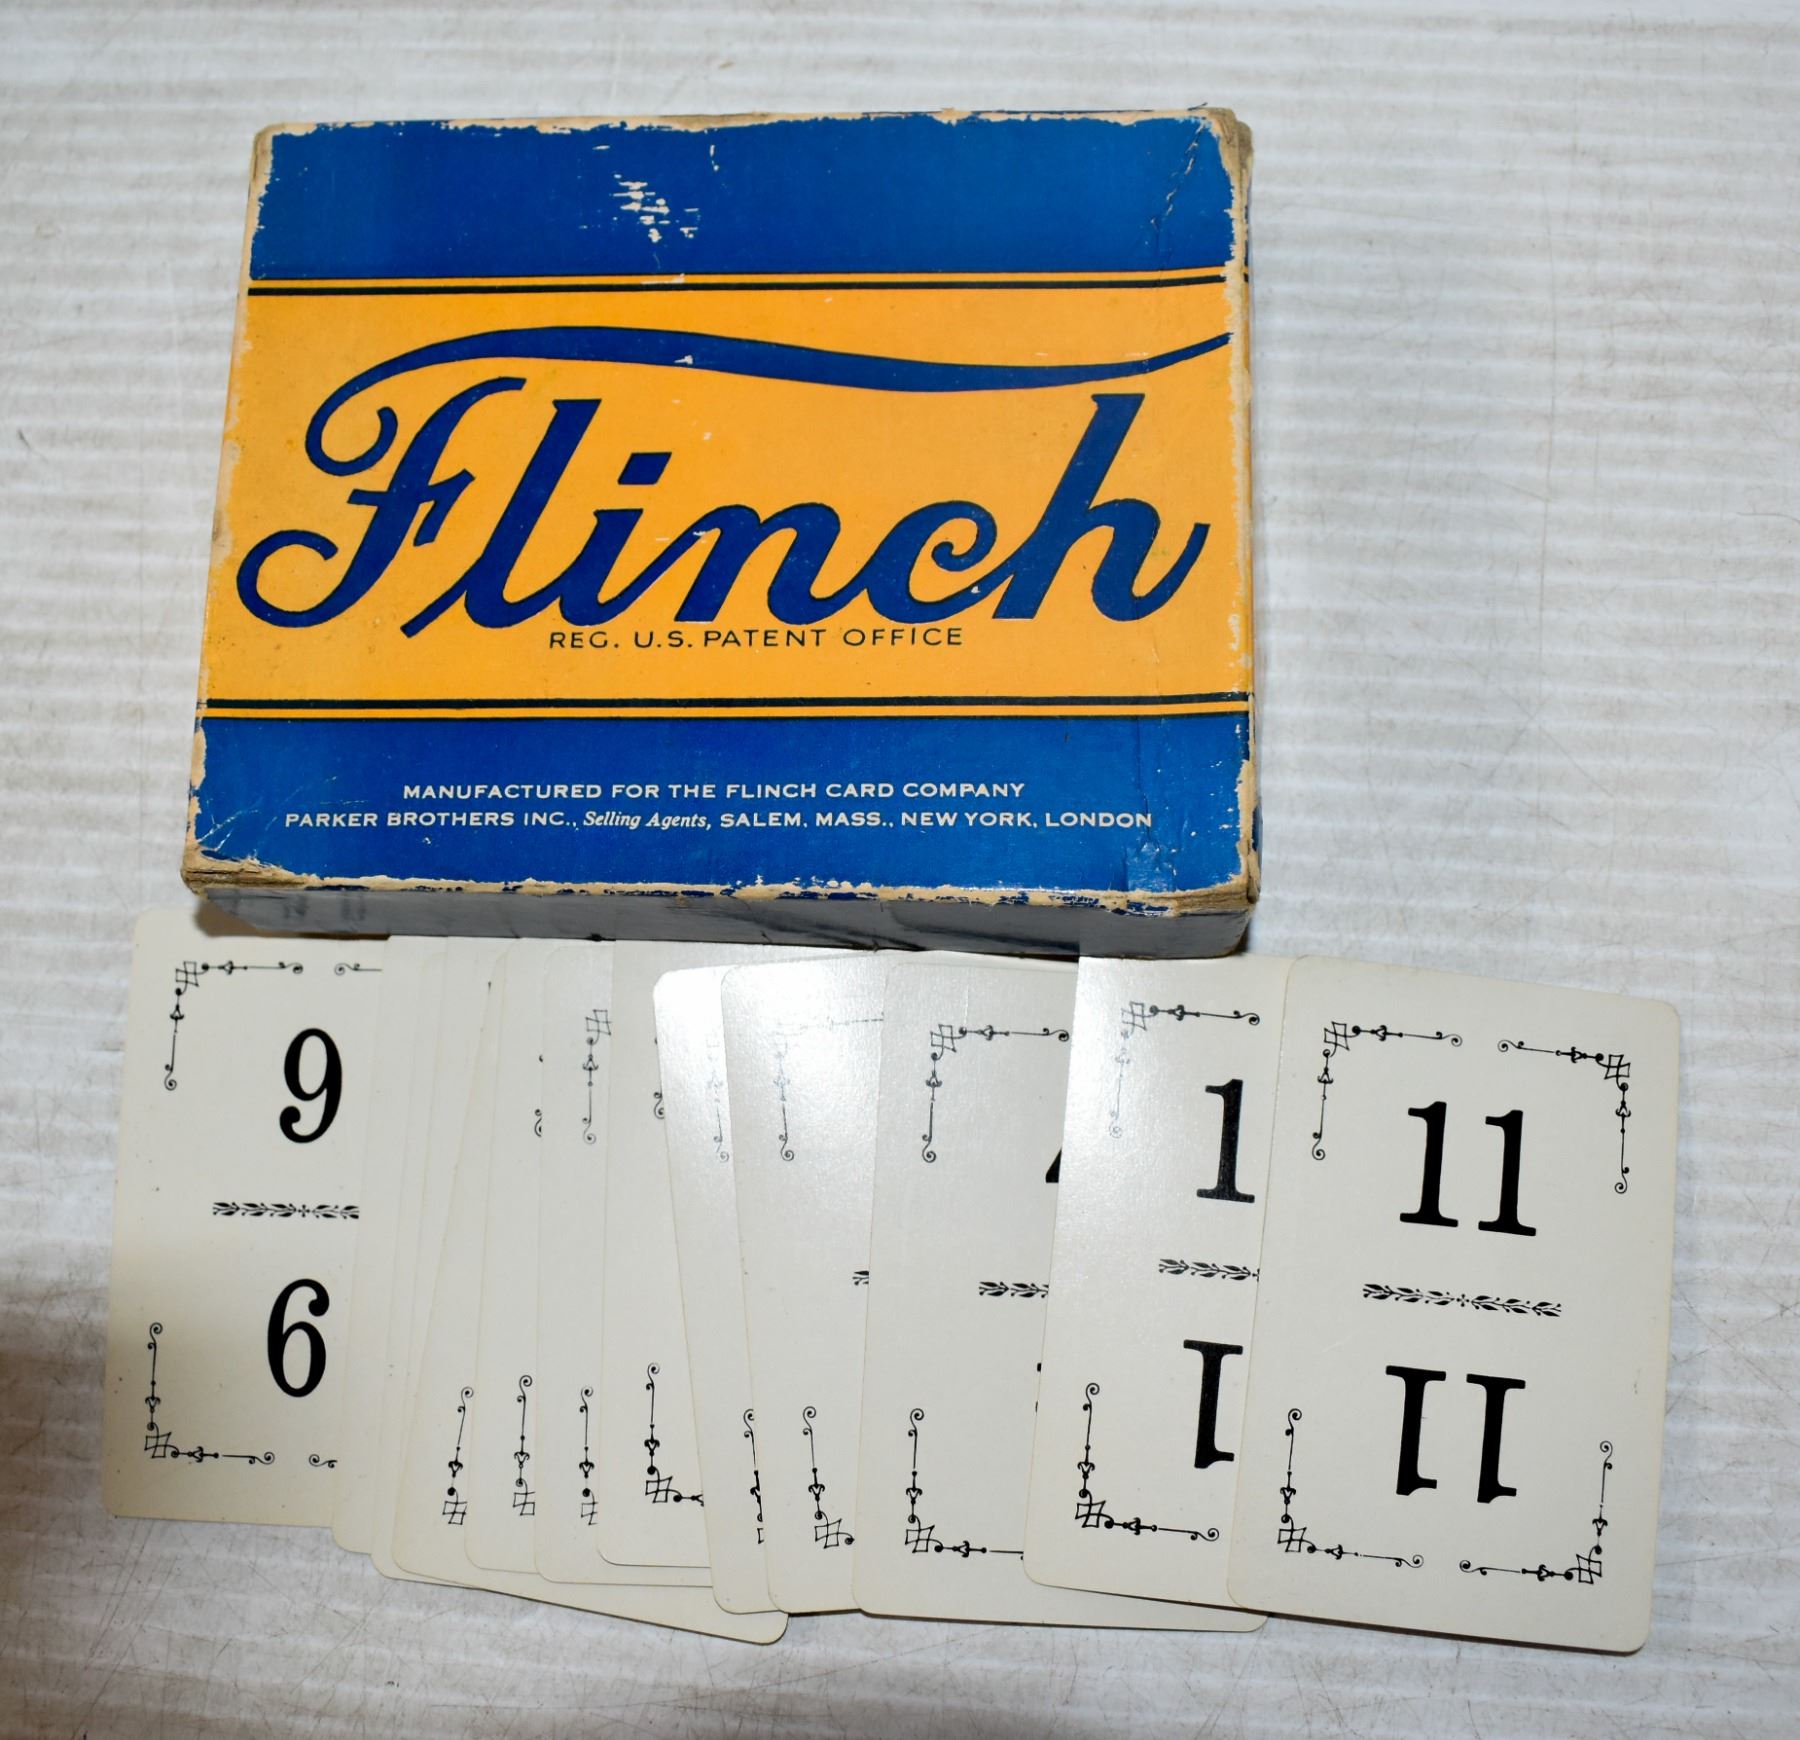 Flinch
REG. U.S. PATENT OFFICE
MANUFACTURED FOR THE FLINCH CARD COMPANY
PARKER BROTHERS INC., Selling Agents, SALEM, MASS., NEW YORK, LONDON
9
6
1
1
11
11